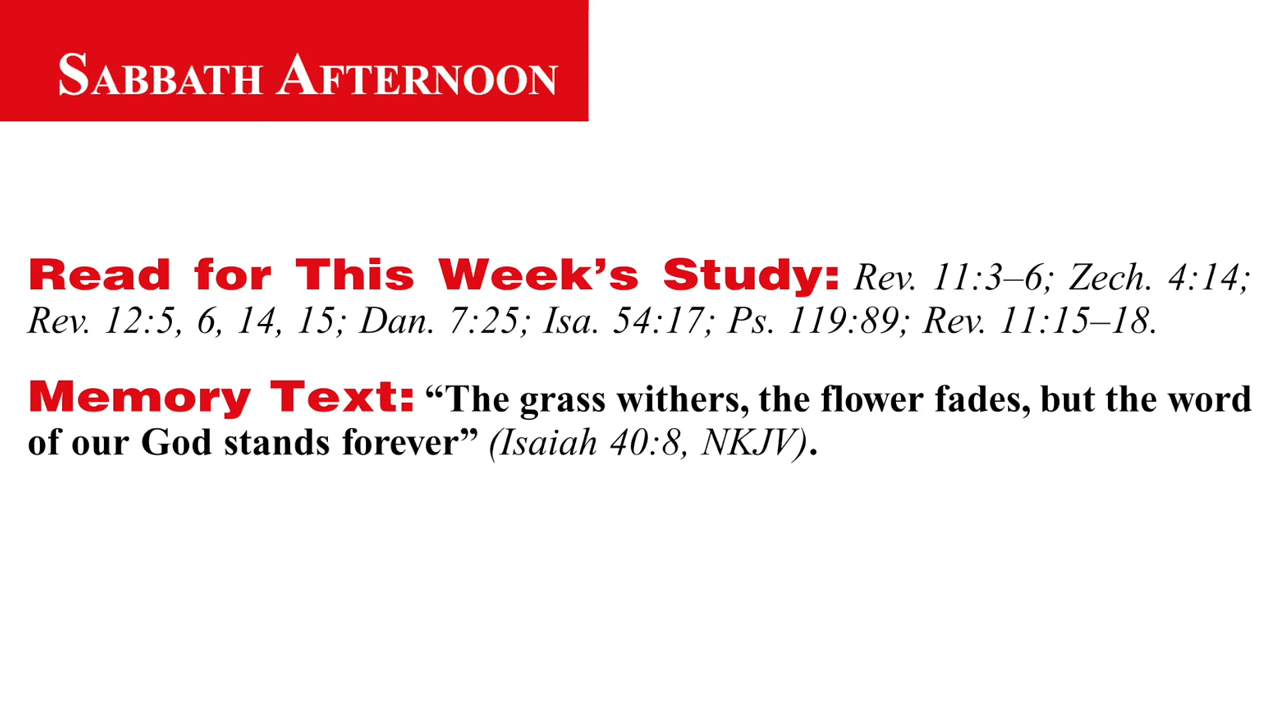 SABBATH AFTERNOON
Read for This Week’s Study: Rev. 11:3–6; Zech. 4:14;
Rev. 12:5, 6, 14, 15; Dan. 7:25; Isa. 54:17; Ps. 119:89; Rev. 11:15–18.
Memory Text: “The grass withers, the flower fades, but the word
of our God stands forever” (Isaiah 40:8, NKJV).